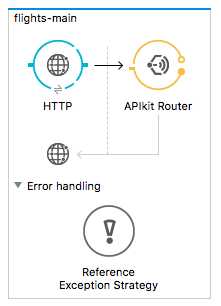 flights-main
HTTP
APIkit Router
Error handling
Reference
Exception Strategy